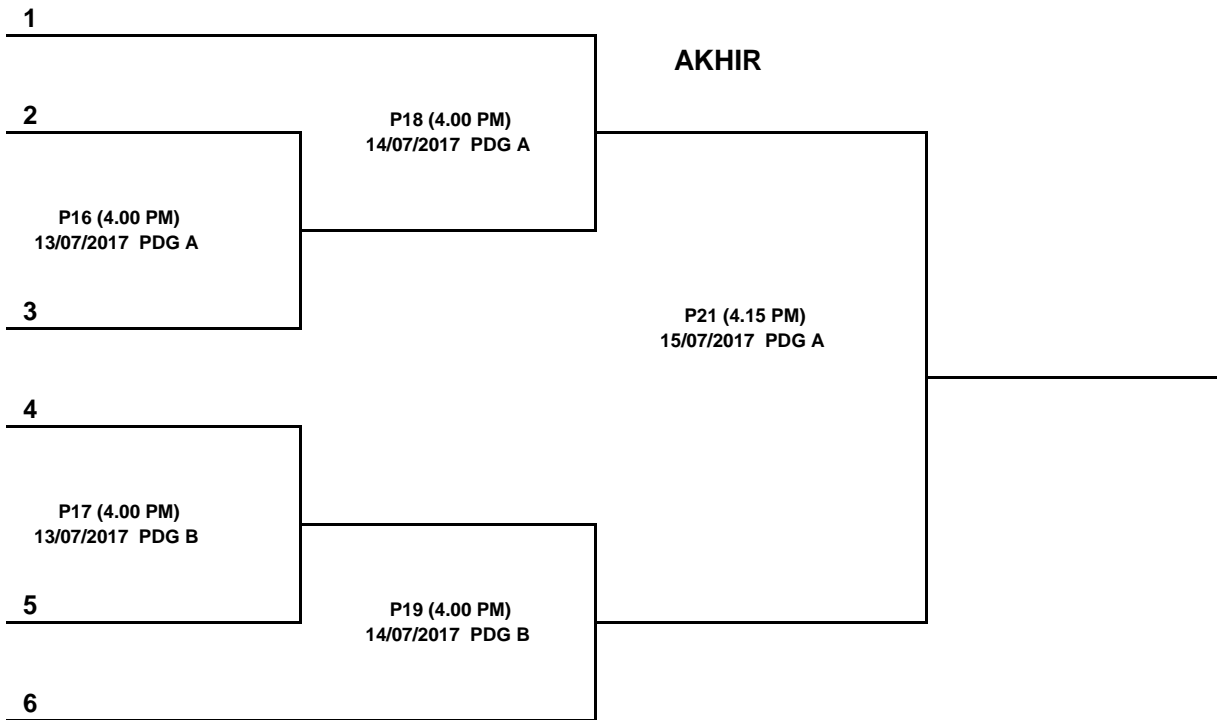 1
AKHIR
2
P18 (4.00 PM)
14/07/2017 PDG A
P16 (4.00 PM)
13/07/2017 PDG A
3
P21 (4.15 PM)
15/07/2017 PDG A
4
P17 (4.00 PM)
13/07/2017 PDG B
5
P19 (4.00 PM)
14/07/2017 PDG B
6